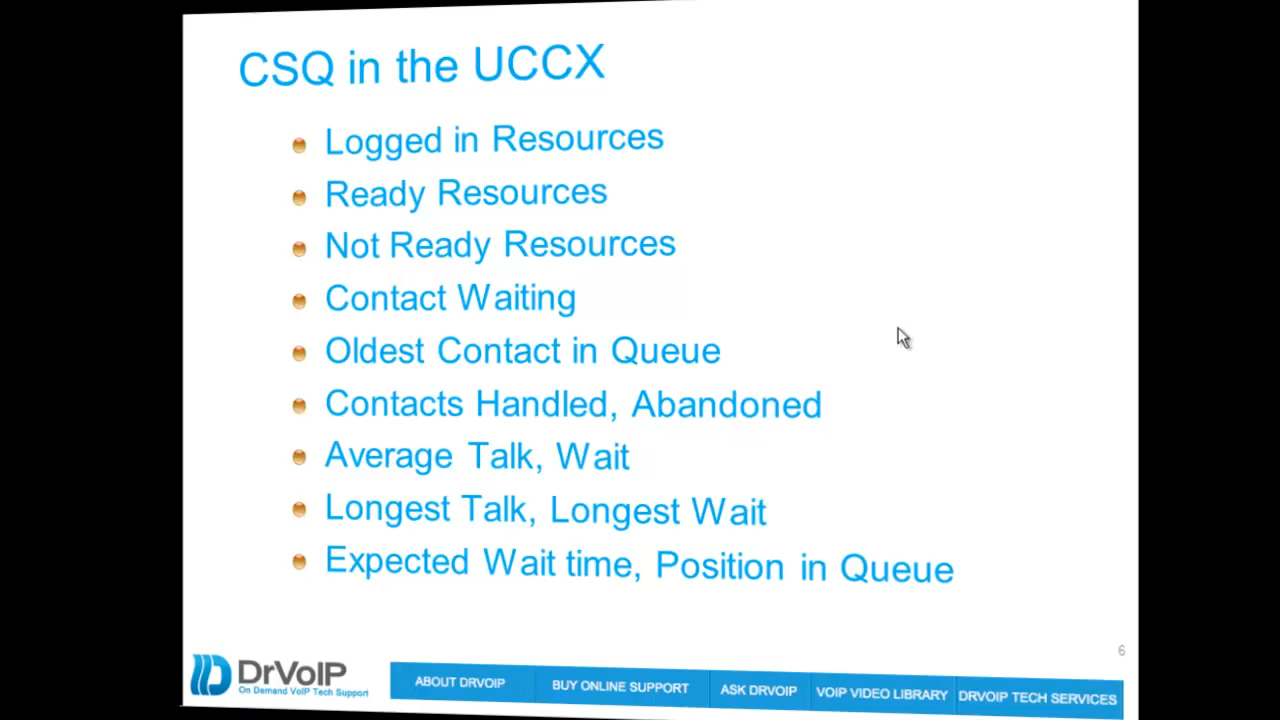 CSQ in the UCCX
Logged in Resources
Ready Resources
Not Ready Resources
Contact Waiting
Oldest Contact in Queue
Contacts Handled, Abandoned
Average Talk, Wait
Longest Talk, Longest Wait
Expected Wait time, Position in Queue
6
DrVoIP
On Demand VoIP Tech Support
ABOUT DRVOIP
BUY ONLINE SUPPORT
ASK DRVOIP
VOIP VIDEO LIBRARY
DRVOIP TECH SERVICES